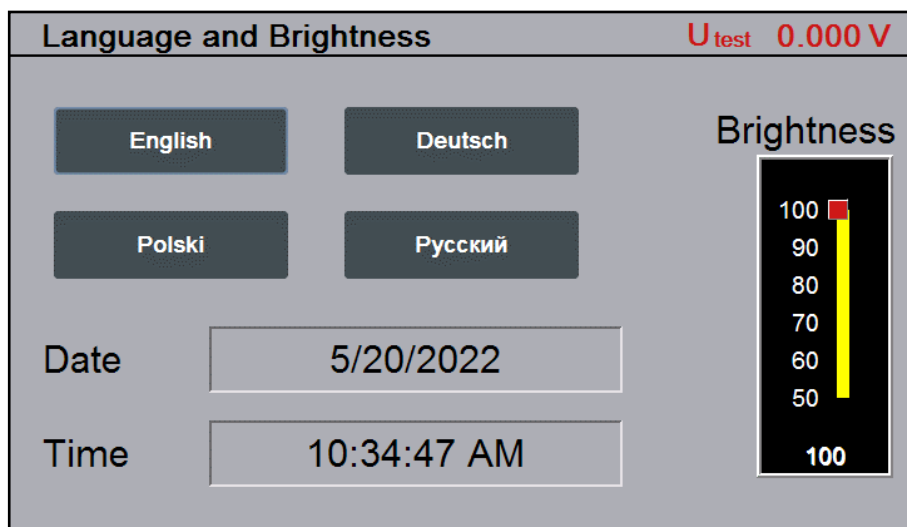 Language and Brightness
U test 0.000 V
English
Deutsch
Polski
Русский
Date
5/20/2022
Time
10:34:47 AM
Brightness
100
90
80
70
60
50
100